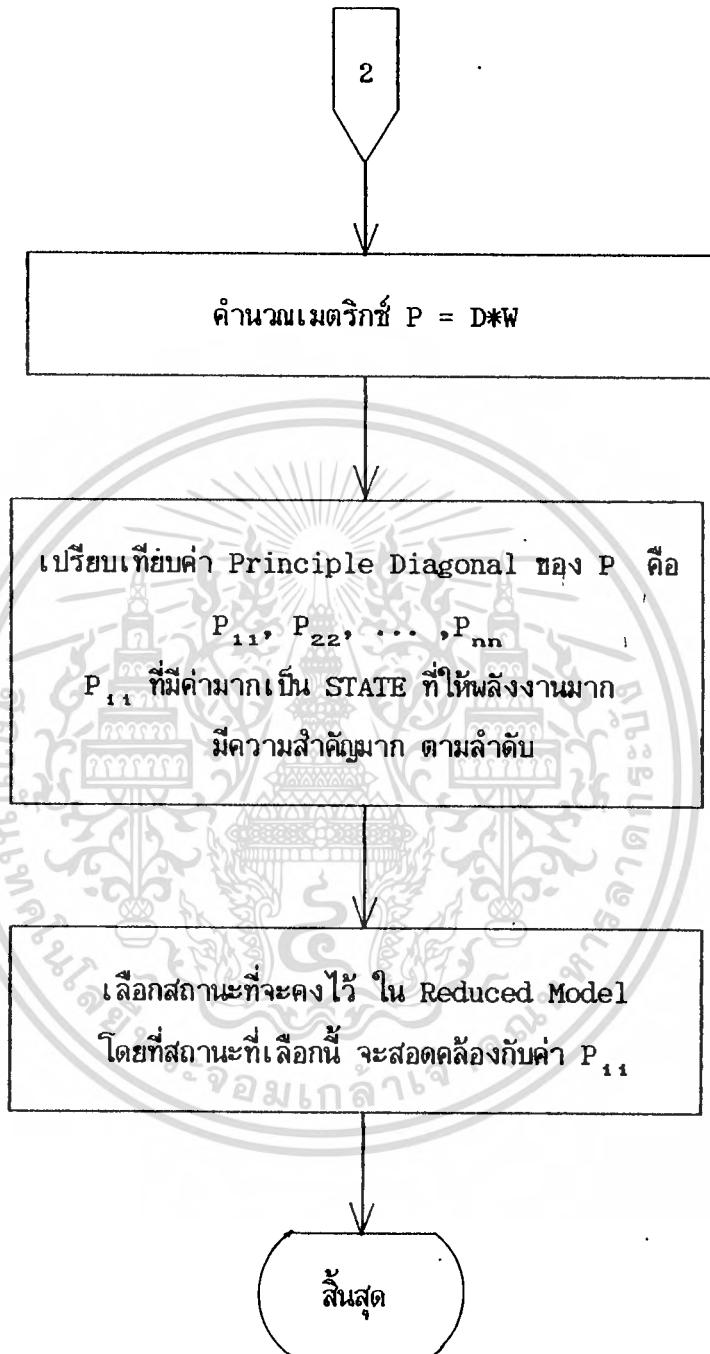 2
คำนวณเมตริกซ์ P = D*W
เปรียบเทียบค่า Principle Diagonal ของ P คือ
P₁₁, P₂₂, ... ,Pₙₙ
Pᵢᵢ ที่มีค่ามากเป็น STATE ที่ให้พลังงานมาก
มีความสำคัญมาก ตามลำดับ
เลือกสถานะที่จะคงไว้ ใน Reduced Model
โดยที่สถานะที่เลือกนี้ จะสอดคล้องกับค่า Pᵢᵢ
สิ้นสุด